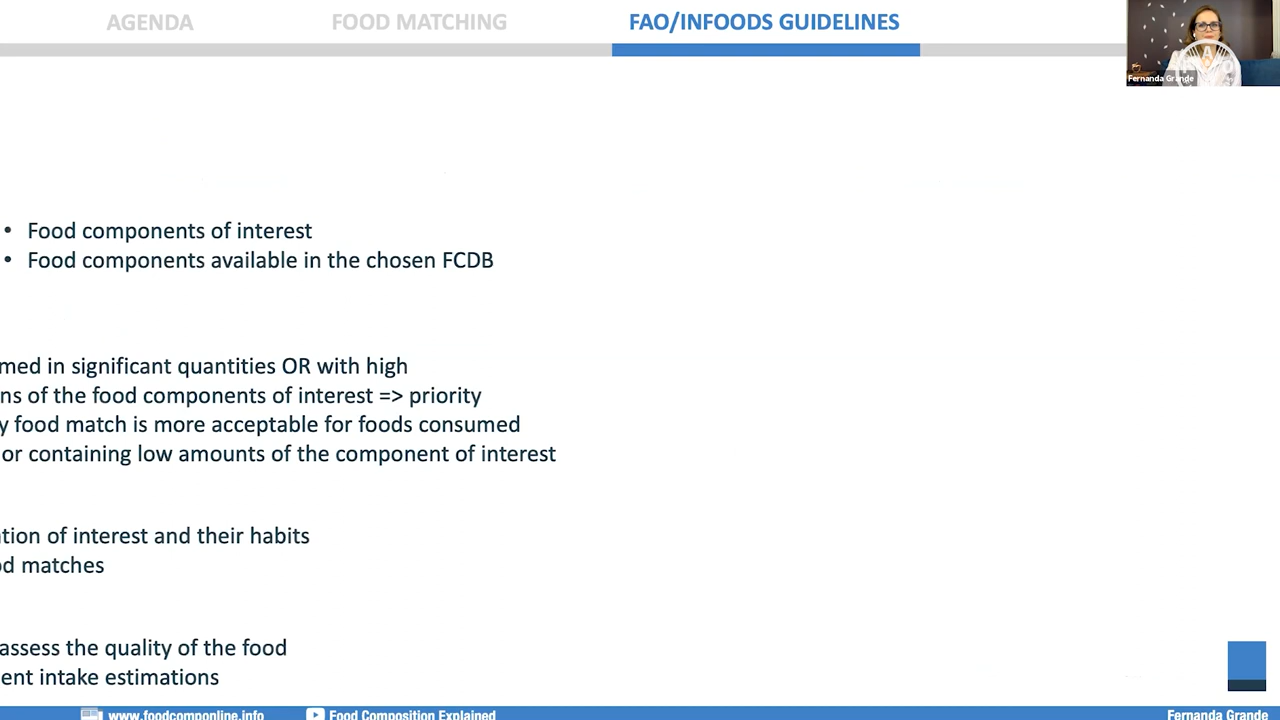 AGENDA
FOOD MATCHING
FAO/INFOODS GUIDELINES
Fernanda Grande
• Food components of interest
• Food components available in the chosen FCDB
med in significant quantities OR with high
ns of the food components of interest => priority
y food match is more acceptable for foods consumed
or containing low amounts of the component of interest
tion of interest and their habits
od matches
assess the quality of the food
ent intake estimations
www.foodcomponline.info
Food Composition Explained
Fernanda Grande